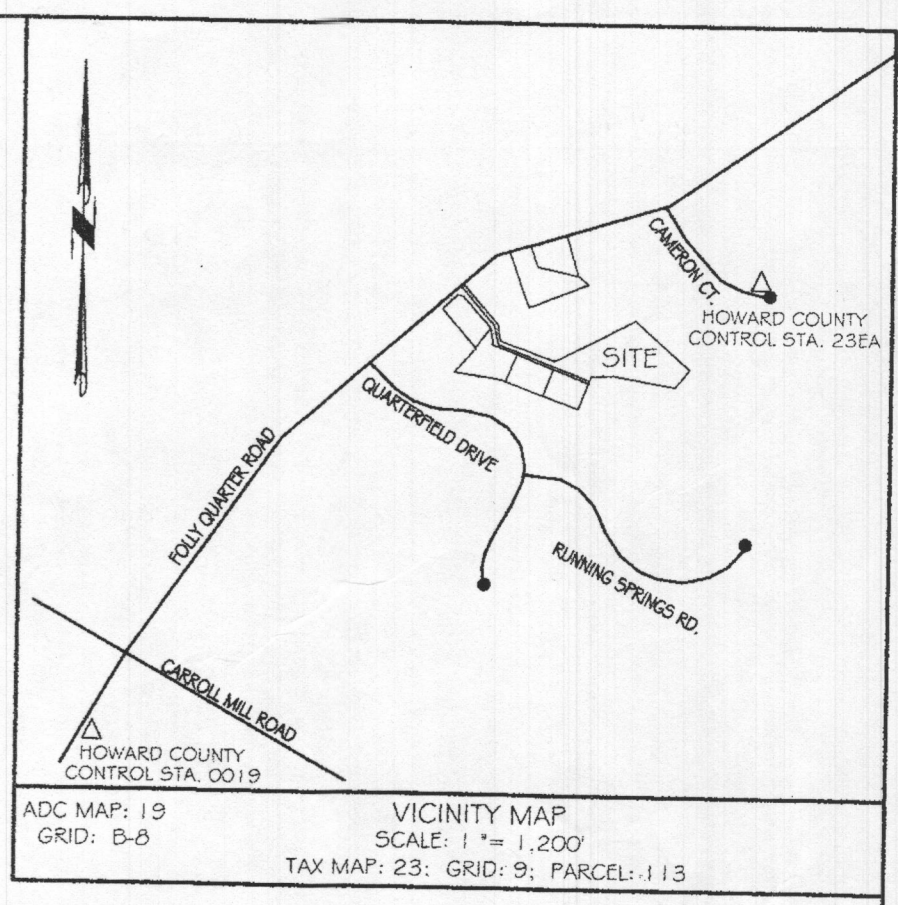 CAMERON CT.
HOWARD COUNTY
CONTROL STA. 23EA
SITE
QUARTERFIELD DRIVE
FOLLY QUARTER ROAD
RUNNING SPRINGS RD.
CARROLL MILL ROAD
HOWARD COUNTY
CONTROL STA. 0019
ADC MAP: 19
GRID: B-8
VICINITY MAP
SCALE: 1 "= 1,200'
TAX MAP: 23; GRID: 9; PARCEL: 113